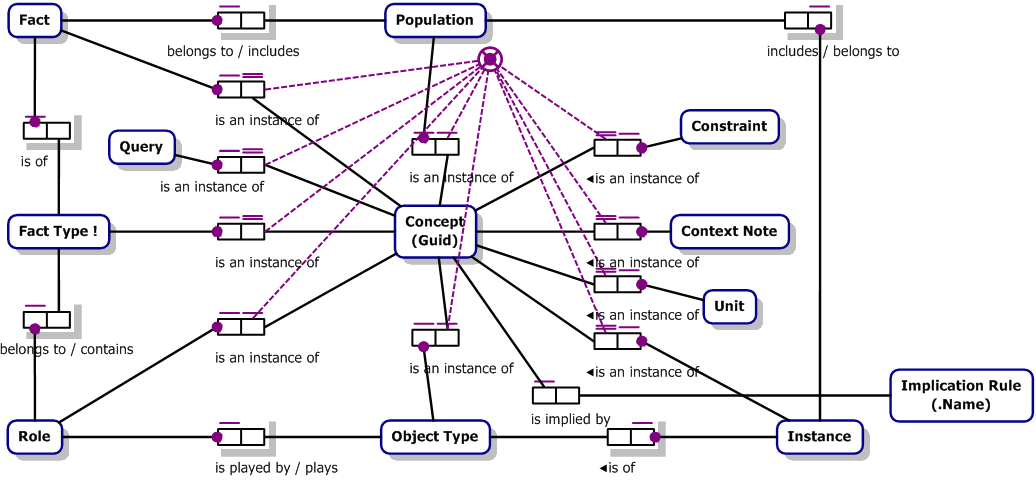 Fact
Population
belongs to / includes
includes / belongs to
is an instance of
Constraint
Query
is of
is an instance of
◄is an instance of
is an instance of
Concept
(Guid)
Fact Type !
Context Note
is an instance of
◄is an instance of
Unit
◄is an instance of
belongs to / contains
is an instance of
is an instance of
◄is an instance of
Implication Rule
(.Name)
is implied by
Role
Object Type
Instance
is played by / plays
◄is of